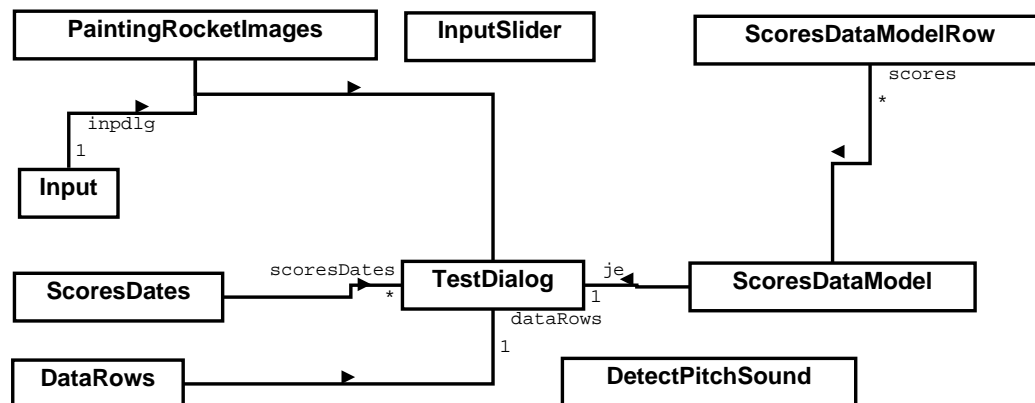 PaintingRocketImages
InputSlider
ScoresDataModelRow
scores
*
inpdlg
1
Input
scoresDates
*
ScoresDates
TestDialog
je
1
ScoresDataModel
dataRows
1
DataRows
DetectPitchSound